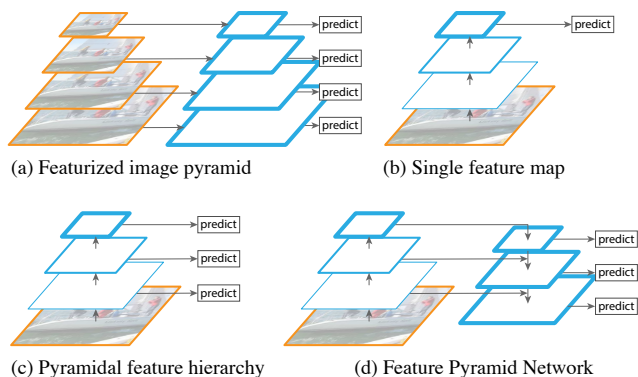 predict
predict
predict
predict
predict
(a) Featurized image pyramid
(b) Single feature map
predict
predict
predict
predict
predict
predict
(c) Pyramidal feature hierarchy
(d) Feature Pyramid Network